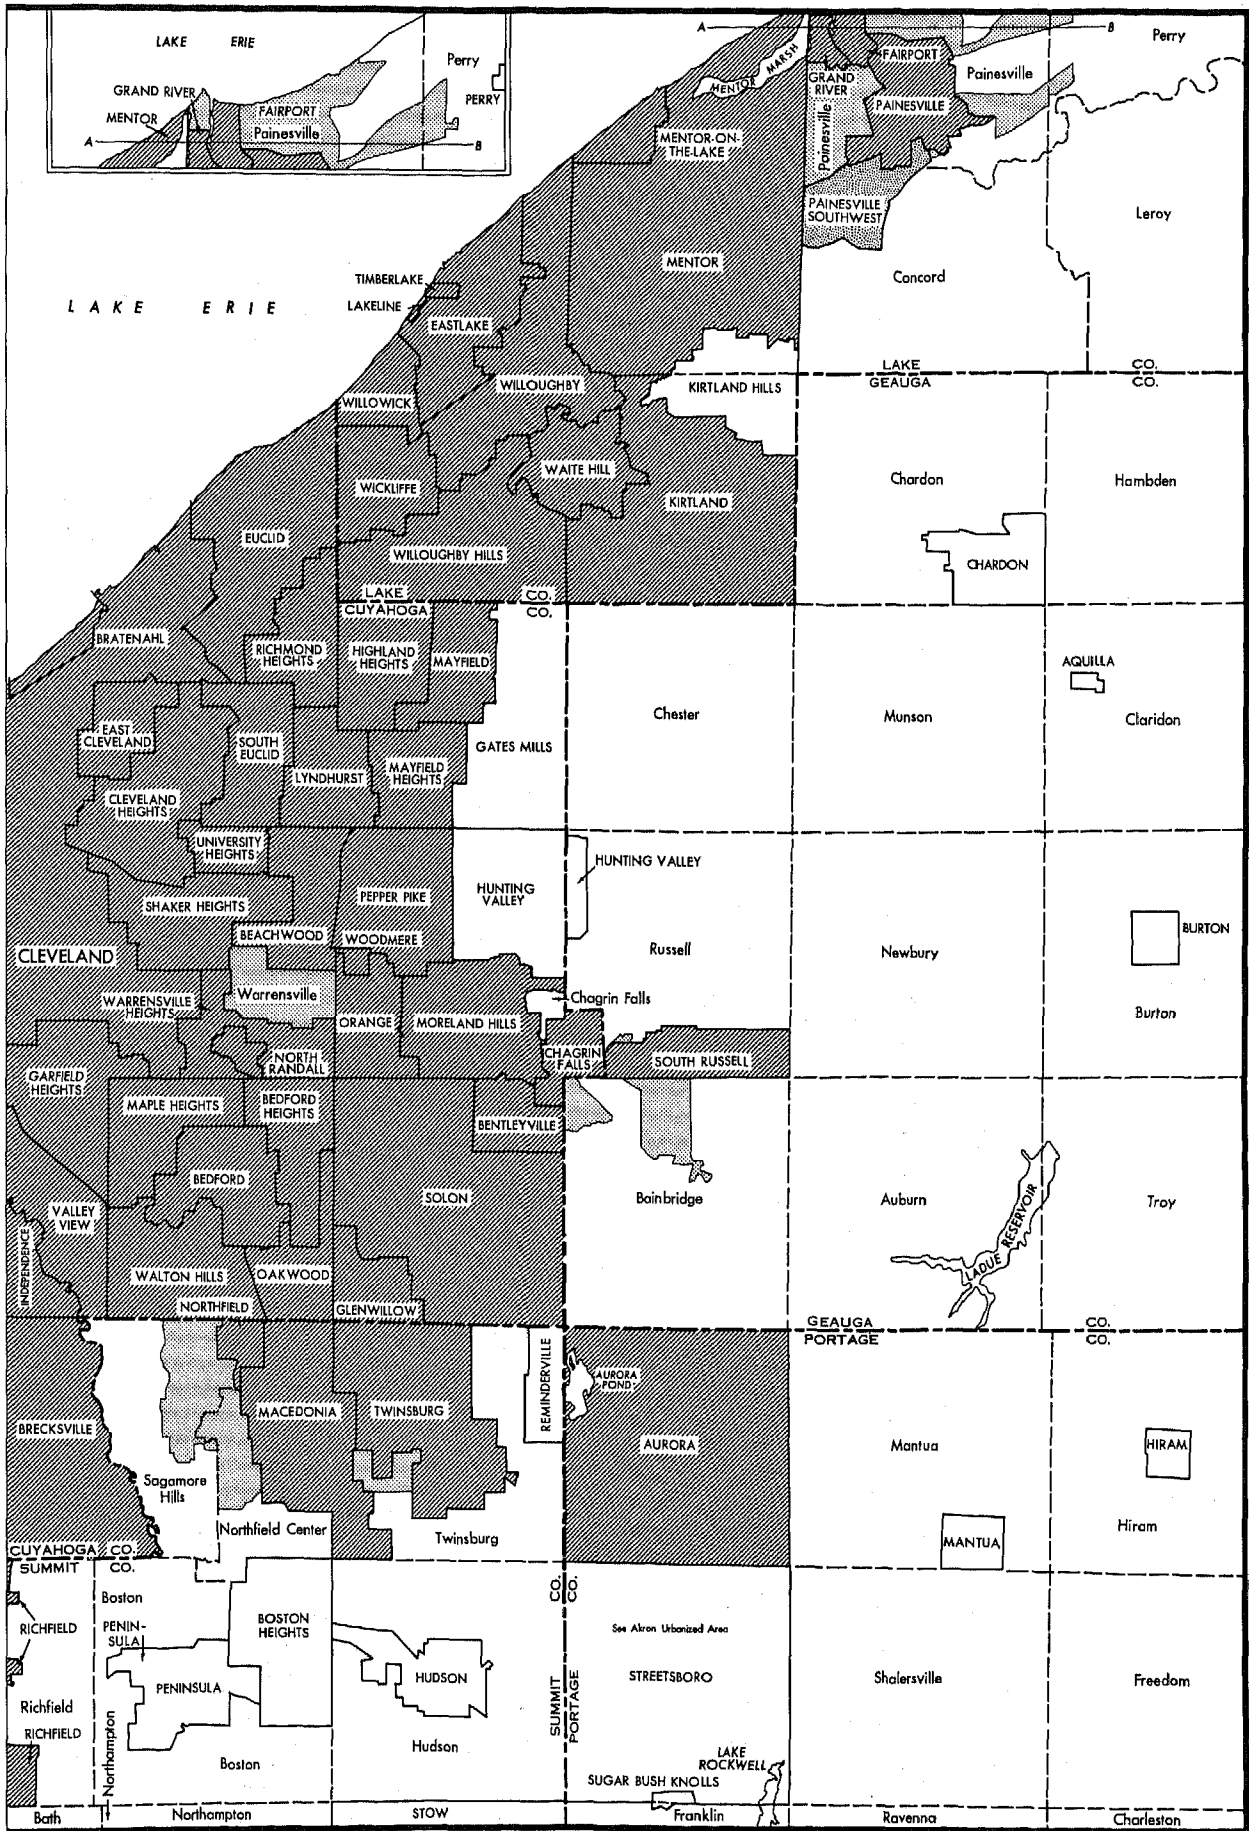 LAKE ERIE
Perry
PERRY
GRAND RIVER
MENTOR
FAIRPORT
Painesville
A
B
A
B
Perry
MENTOR MARSH
GRAND
RIVER
Painesville
FAIRPORT
Painesville
PAINESVILLE
MENTOR-ON-
THE-LAKE
PAINESVILLE
SOUTHWEST
Leroy
MENTOR
Concord
TIMBERLAKE
LAKELINE
LAKE ERIE
EASTLAKE
LAKE CO.
GEAUGA CO.
WILLOUGHBY
KIRTLAND HILLS
WILLOWICK
WAITE HILL
WICKLIFFE
KIRTLAND
Chardon
Hambden
EUCLID
WILLOUGHBY HILLS
CHARDON
LAKE CO.
CUYAHOGA CO.
BRATENAHL
RICHMOND
HEIGHTS
HIGHLAND
HEIGHTS
MAYFIELD
AQUILLA
Chester
Munson
Claridon
EAST
CLEVELAND
SOUTH
EUCLID
GATES MILLS
LYNDHURST
MAYFIELD
HEIGHTS
CLEVELAND
HEIGHTS
UNIVERSITY
HEIGHTS
HUNTING VALLEY
HUNTING
VALLEY
PEPPER PIKE
SHAKER HEIGHTS
BEACHWOOD
WOODMERE
BURTON
CLEVELAND
Russell
Newbury
Warrensville
Chagrin Falls
WARRENSVILLE
HEIGHTS
ORANGE
MORELAND HILLS
Burton
NORTH
RANDALL
CHAGRIN
FALLS
SOUTH RUSSELL
GARFIELD
HEIGHTS
MAPLE HEIGHTS
BEDFORD
HEIGHTS
BENTLEYVILLE
BEDFORD
SOLON
Bainbridge
Auburn
LADUE RESERVOIR
Troy
VALLEY
VIEW
INDEPENDENCE
WALTON HILLS
OAKWOOD
NORTHFIELD
GLENWILLOW
GEAUGA CO.
PORTAGE CO.
REMINDERVILLE
AURORA
POND
BRECKSVILLE
MACEDONIA
TWINSBURG
AURORA
Mantua
HIRAM
Sagamore
Hills
Northfield Center
Twinsburg
MANTUA
Hiram
CUYAHOGA CO.
SUMMIT CO.
CO. CO.
Boston
RICHFIELD
PENIN-
SULA
BOSTON
HEIGHTS
See Akron Urbanized Area
PENINSULA
HUDSON
SUMMIT
PORTAGE
STREETSBORO
Shalersville
Freedom
Richfield
RICHFIELD
Northampton
Boston
Hudson
LAKE
ROCKWELL
SUGAR BUSH KNOLLS
Bath
Northampton
STOW
Franklin
Ravenna
Charleston